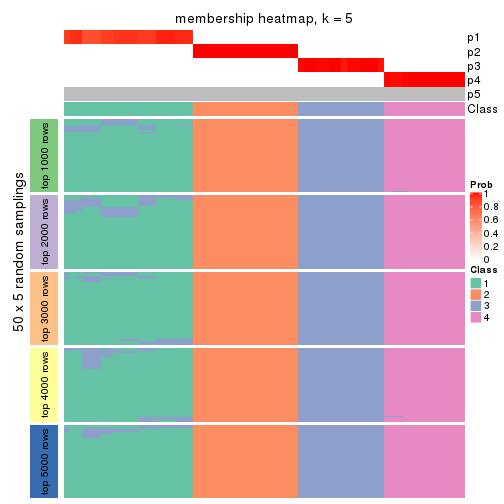 membership heatmap, k = 5
p1
p2
p3
p4
p5
Class
50 x 5 random samplings
top 1000 rows
top 2000 rows
top 3000 rows
top 4000 rows
top 5000 rows
Prob
1
0.8
0.6
0.4
0.2
0
Class
1
2
3
4